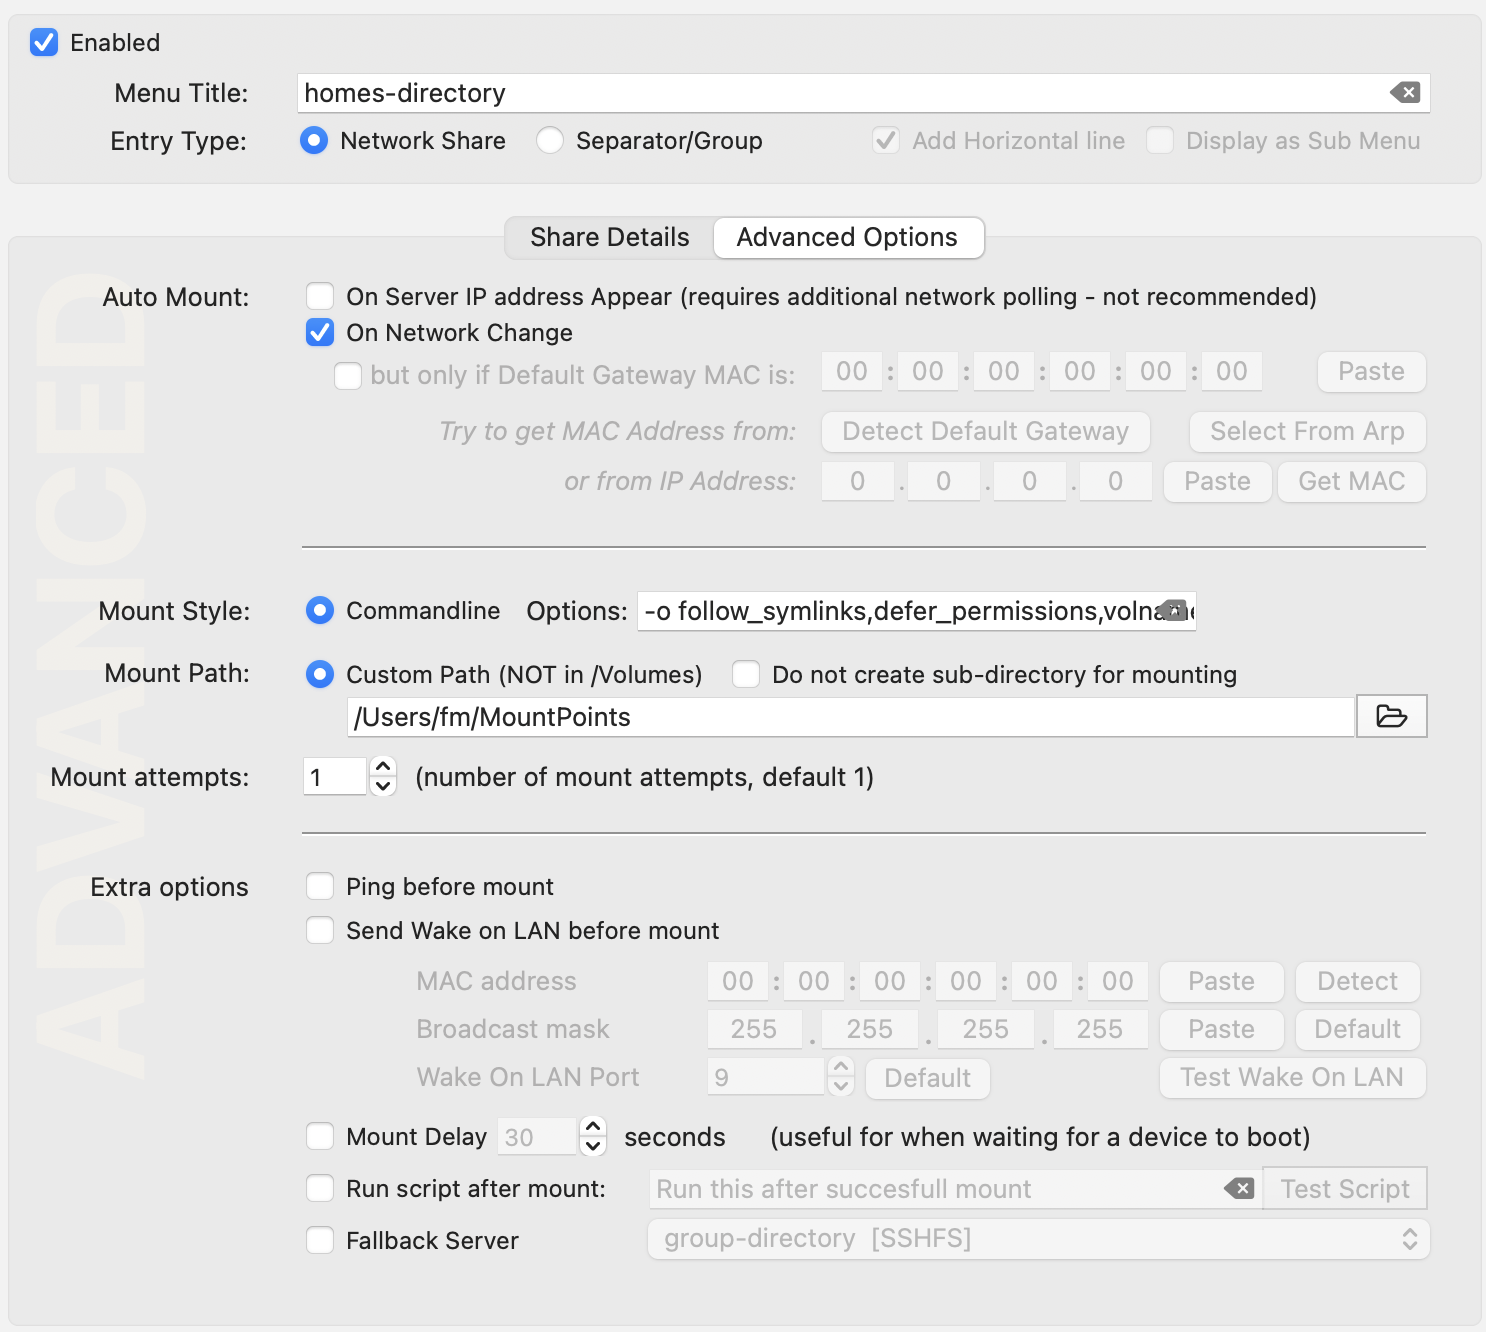 Enabled
Menu Title: homes-directory
Entry Type: Network Share Separator/Group Add Horizontal line Display as Sub Menu
Share Details Advanced Options
ADVANCED
Auto Mount: On Server IP address Appear (requires additional network polling - not recommended)
On Network Change
but only if Default Gateway MAC is: 00 : 00 : 00 : 00 : 00 : 00 Paste
Try to get MAC Address from: Detect Default Gateway Select From Arp
or from IP Address: 0 . 0 . 0 . 0 Paste Get MAC
Mount Style: Commandline Options: -o follow_symlinks,defer_permissions,
Mount Path: Custom Path (NOT in /Volumes) Do not create sub-directory for mounting
/Users/fm/MountPoints
Mount attempts: 1 (number of mount attempts, default 1)
Extra options Ping before mount
Send Wake on LAN before mount
MAC address 00 : 00 : 00 : 00 : 00 : 00 Paste Detect
Broadcast mask 255 . 255 . 255 . 255 Paste Default
Wake On LAN Port 9 Default Test Wake On LAN
Mount Delay 30 seconds (useful for when waiting for a device to boot)
Run script after mount: Run this after succesfull mount Test Script
Fallback Server group-directory [SSHFS]